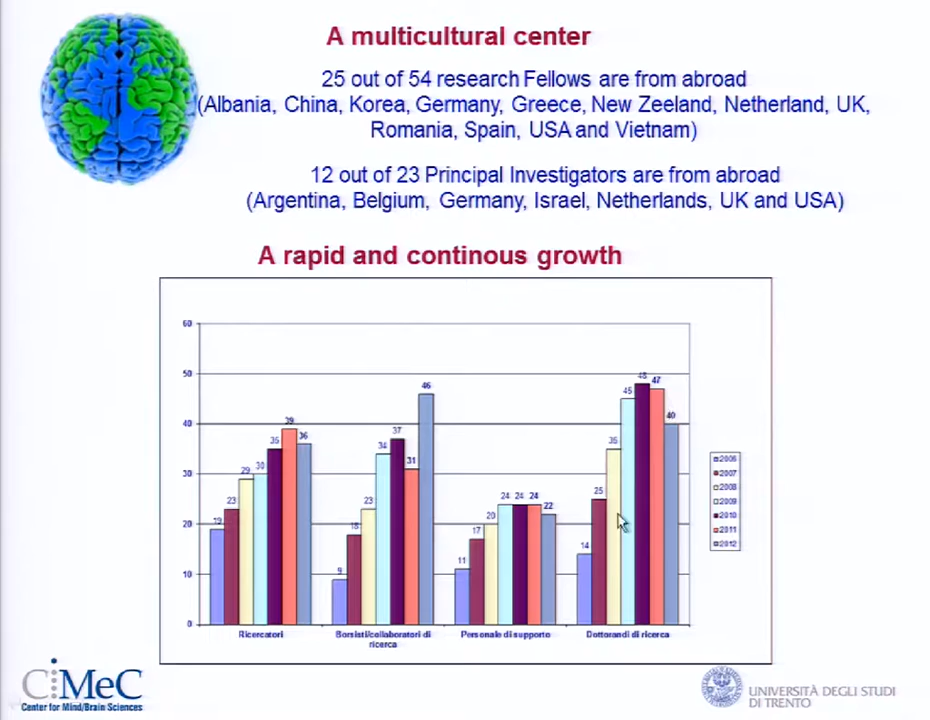 A multicultural center
25 out of 54 research Fellows are from abroad
(Albania, China, Korea, Germany, Greece, New Zeeland, Netherland, UK,
Romania, Spain, USA and Vietnam)
12 out of 23 Principal Investigators are from abroad
(Argentina, Belgium, Germany, Israel, Netherlands, UK and USA)
A rapid and continous growth
60
50
40
30
20
10
0
19 23 29 30 35 39 36
9 18 23 34 37 31 46
11 17 20 24 24 24 22
14 25 35 45 48 47 40
Ricercatori
Borsisti/collaboratori di
ricerca
Personale di supporto
Dottorandi di ricerca
2006
2007
2008
2009
2010
2011
2012
CiMeC
Center for Mind/Brain Sciences
UNIVERSITÀ DEGLI STUDI
DI TRENTO